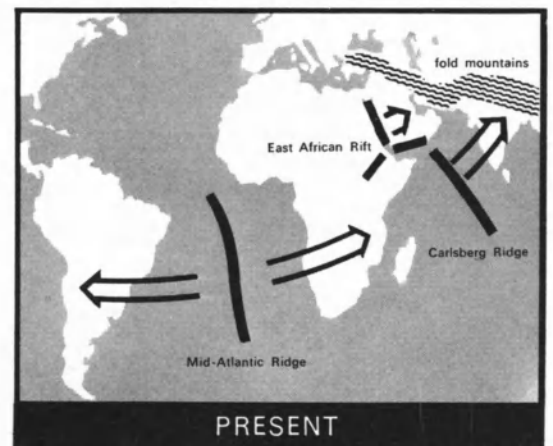 fold mountains
East African Rift
Carlsberg Ridge
Mid-Atlantic Ridge
PRESENT